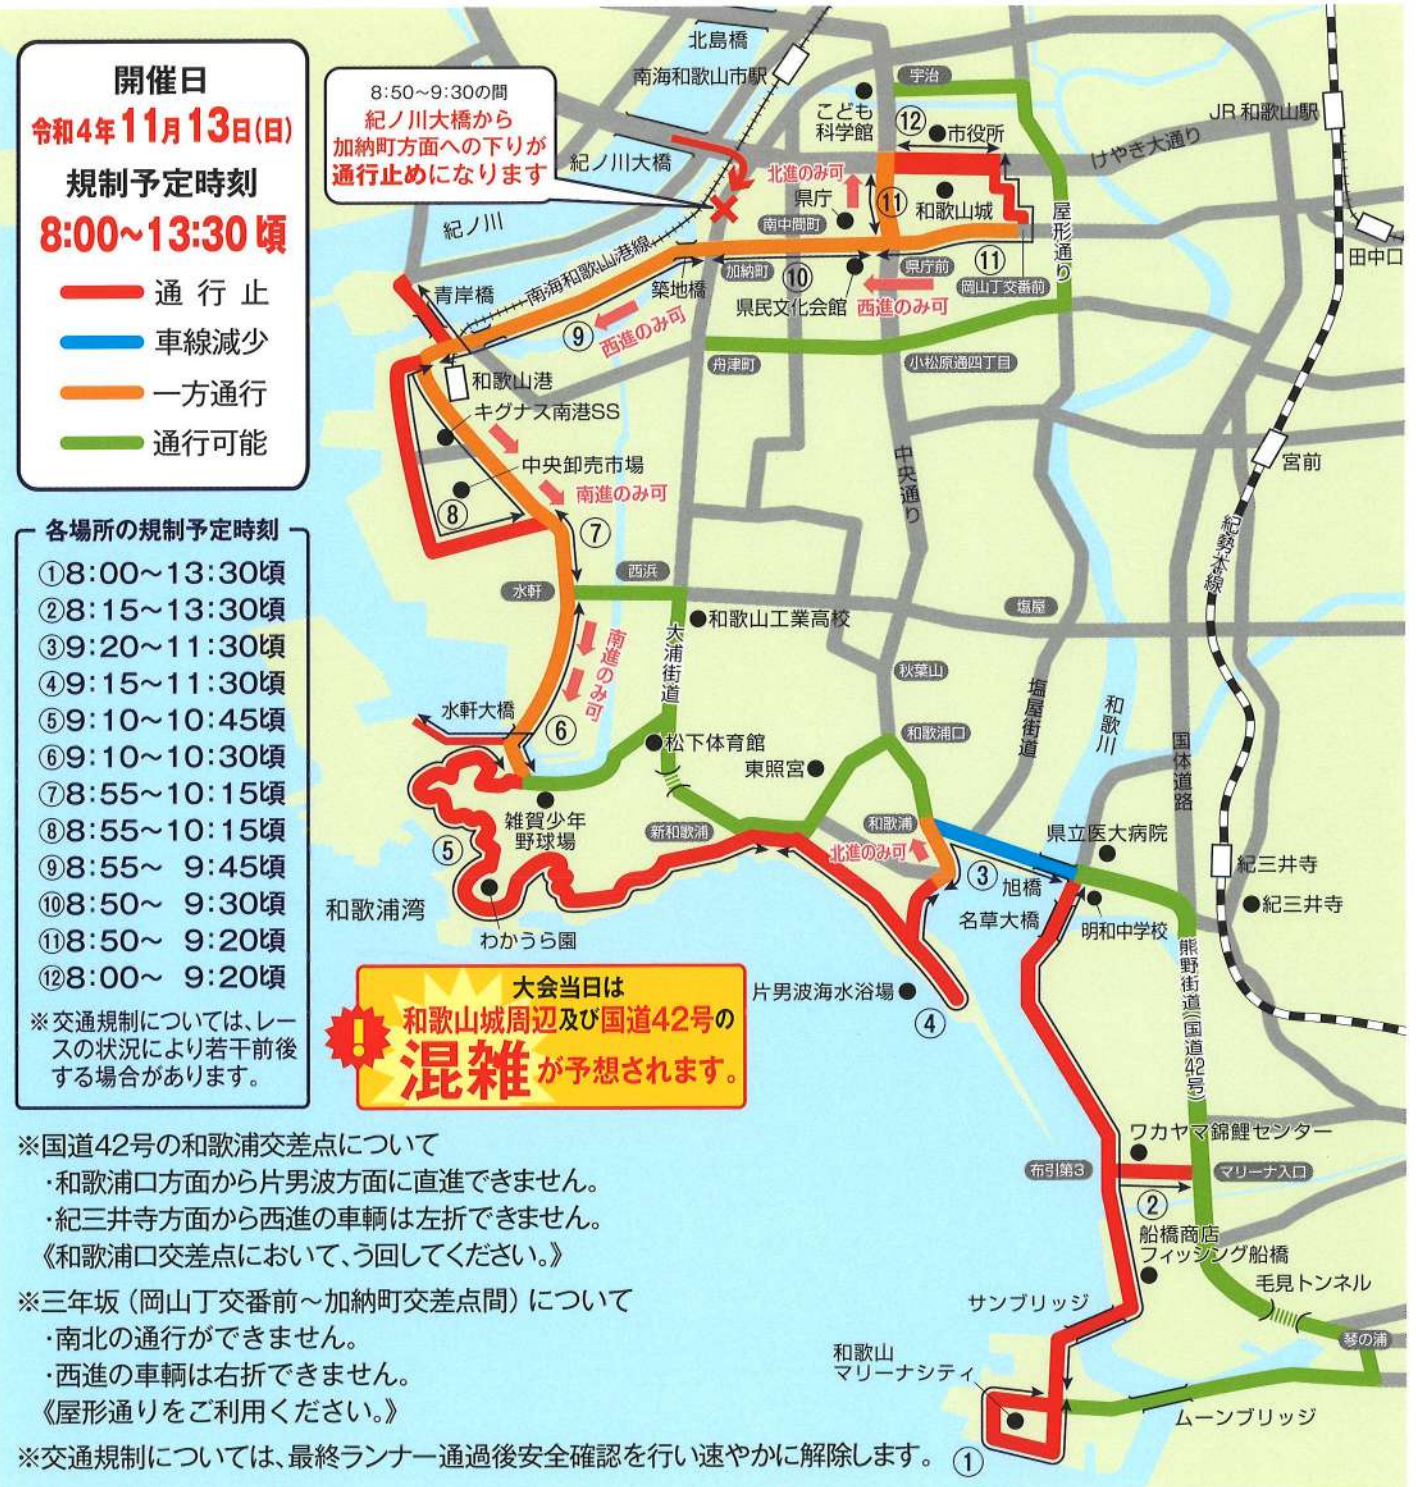 開催日
令和4年11月13日(日)
規制予定時刻
8:00〜13:30頃
通行止
車線減少
一方通行
通行可能
各場所の規制予定時刻
①8:00〜13:30頃
②8:15〜13:30頃
③9:20〜11:30頃
④9:15〜11:30頃
⑤9:10〜10:45頃
⑥9:10〜10:30頃
⑦8:55〜10:15頃
⑧8:55〜10:15頃
⑨8:55〜 9:45頃
⑩8:50〜 9:30頃
⑪8:50〜 9:20頃
⑫8:00〜 9:20頃
※交通規制については、レー
スの状況により若干前後
する場合があります。
8:50〜9:30の間
紀ノ川大橋から
加納町方面への下りが
通行止めになります
北島橋
南海和歌山市駅
宇治
こども
科学館
⑫
市役所
JR和歌山駅
けやき大通り
紀ノ川大橋
北進のみ可
県庁
⑪
和歌山城
屋形通り
紀ノ川
南中間町
田中口
南海和歌山港線
加納町
⑩
県庁前
⑪
岡山丁交番前
青岸橋
築地橋
県民文化会館
西進のみ可
⑨
西進のみ可
舟津町
小松原通四丁目
和歌山港
キグナス南港SS
中央卸売市場
中央通り
宮前
南進のみ可
⑧
⑦
紀勢本線
水軒
西浜
塩屋
和歌山工業高校
大浦街道
南進のみ可
秋葉山
塩屋街道
和歌川
国体道路
水軒大橋
⑥
松下体育館
和歌浦口
東照宮
雑賀少年
野球場
新和歌浦
和歌浦
県立医大病院
北進のみ可
⑤
③
旭橋
紀三井寺
紀三井寺
和歌浦湾
わかうら園
名草大橋
明和中学校
熊野街道(国道42号)
片男波海水浴場
④
大会当日は
和歌山城周辺及び国道42号の
混雑が予想されます。
ワカヤマ錦鯉センター
布引第3
マリーナ入口
②
船橋商店
フィッシング船橋
毛見トンネル
サンブリッジ
琴の浦
和歌山
マリーナシティ
ムーンブリッジ
①
※国道42号の和歌浦交差点について
・和歌浦口方面から片男波方面に直進できません。
・紀三井寺方面から西進の車輌は左折できません。
《和歌浦口交差点において、う回してください。》
※三年坂(岡山丁交番前〜加納町交差点間)について
・南北の通行ができません。
・西進の車輌は右折できません。
《屋形通りをご利用ください。》
※交通規制については、最終ランナー通過後安全確認を行い速やかに解除します。